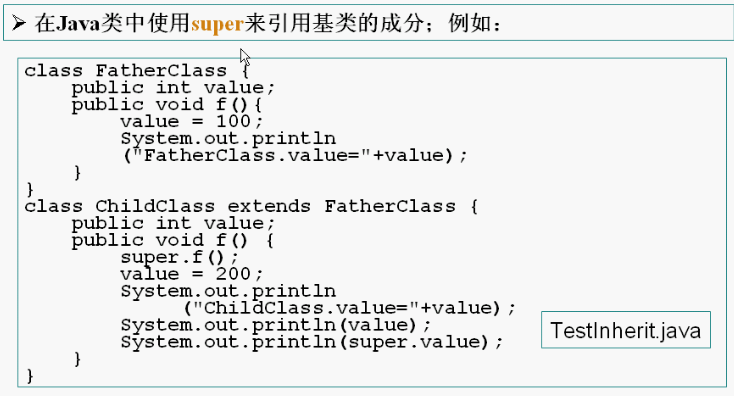 ➢ 在Java类中使用super来引用基类的成分；例如：
class FatherClass {
    public int value;
    public void f(){
        value = 100;
        System.out.println
        ("FatherClass.value="+value);
    }
}
class ChildClass extends FatherClass {
    public int value;
    public void f() {
        super.f();
        value = 200;
        System.out.println
             ("ChildClass.value="+value);
        System.out.println(value);
        System.out.println(super.value);
    }
}
TestInherit.java